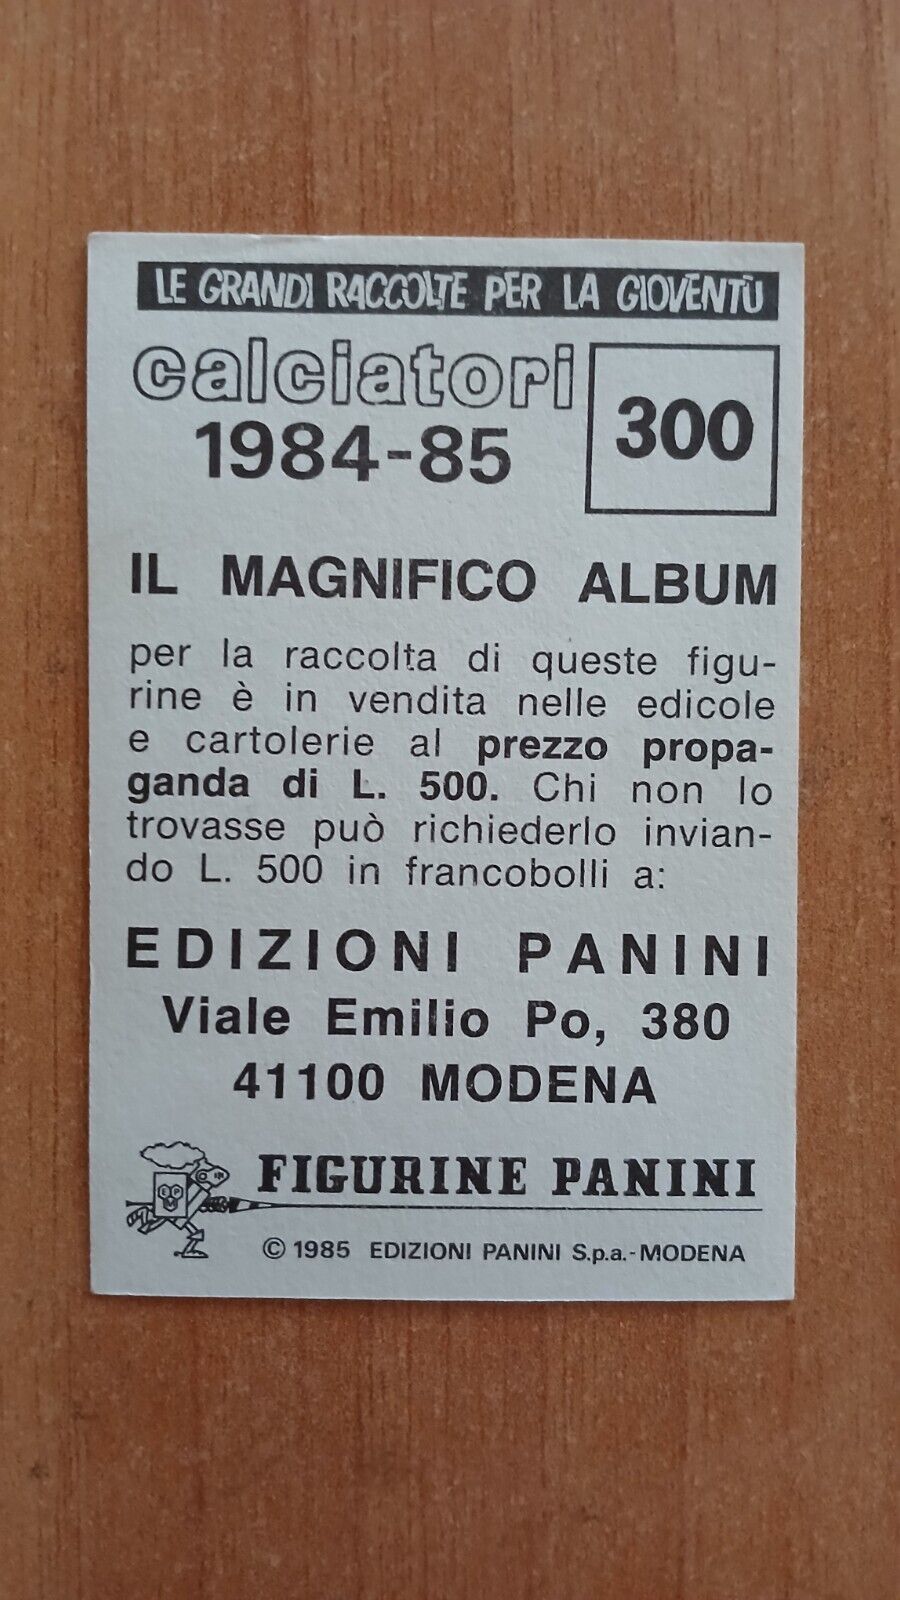 LE GRANDI RACCOLTE PER LA GIOVENTÙ
calciatori
1984-85
300
IL MAGNIFICO ALBUM
per la raccolta di queste figu-
rine è in vendita nelle edicole
e cartolerie al prezzo propa-
ganda di L. 500. Chi non lo
trovasse può richiederlo invian-
do L. 500 in francobolli a:
EDIZIONI PANINI
Viale Emilio Po, 380
41100 MODENA
FIGURINE PANINI
© 1985 EDIZIONI PANINI S.p.a.-MODENA